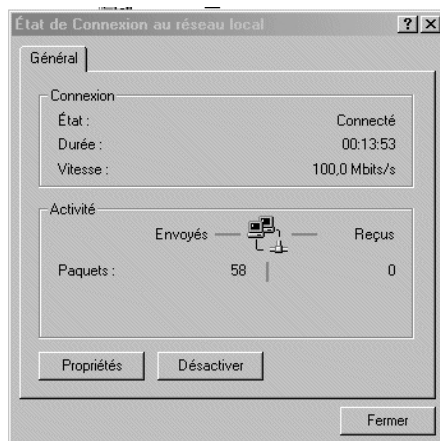 État de Connexion au réseau local
Général
Connexion
État : Connecté
Durée : 00:13:53
Vitesse : 100,0 Mbits/s
Activité
Envoyés Reçus
Paquets : 58 0
Propriétés Désactiver
Fermer